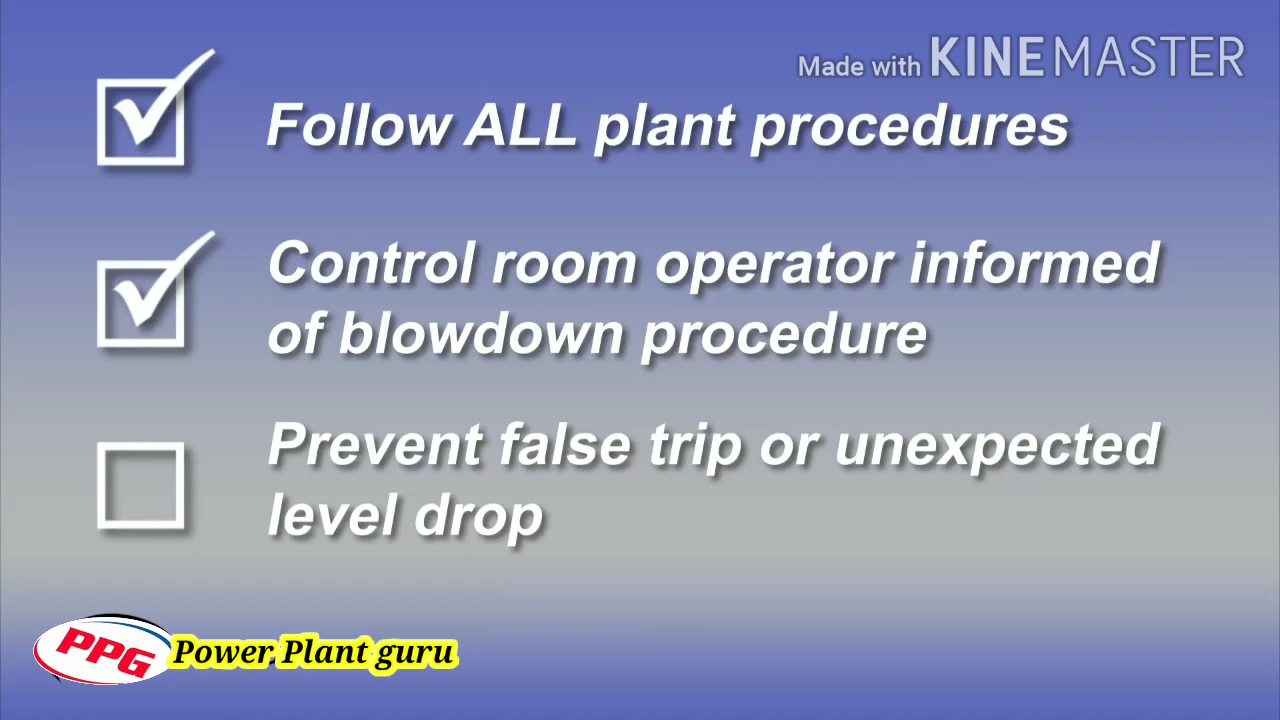 Made with KINEMASTER
Follow ALL plant procedures
Control room operator informed
of blowdown procedure
Prevent false trip or unexpected
level drop
PPG Power Plant guru